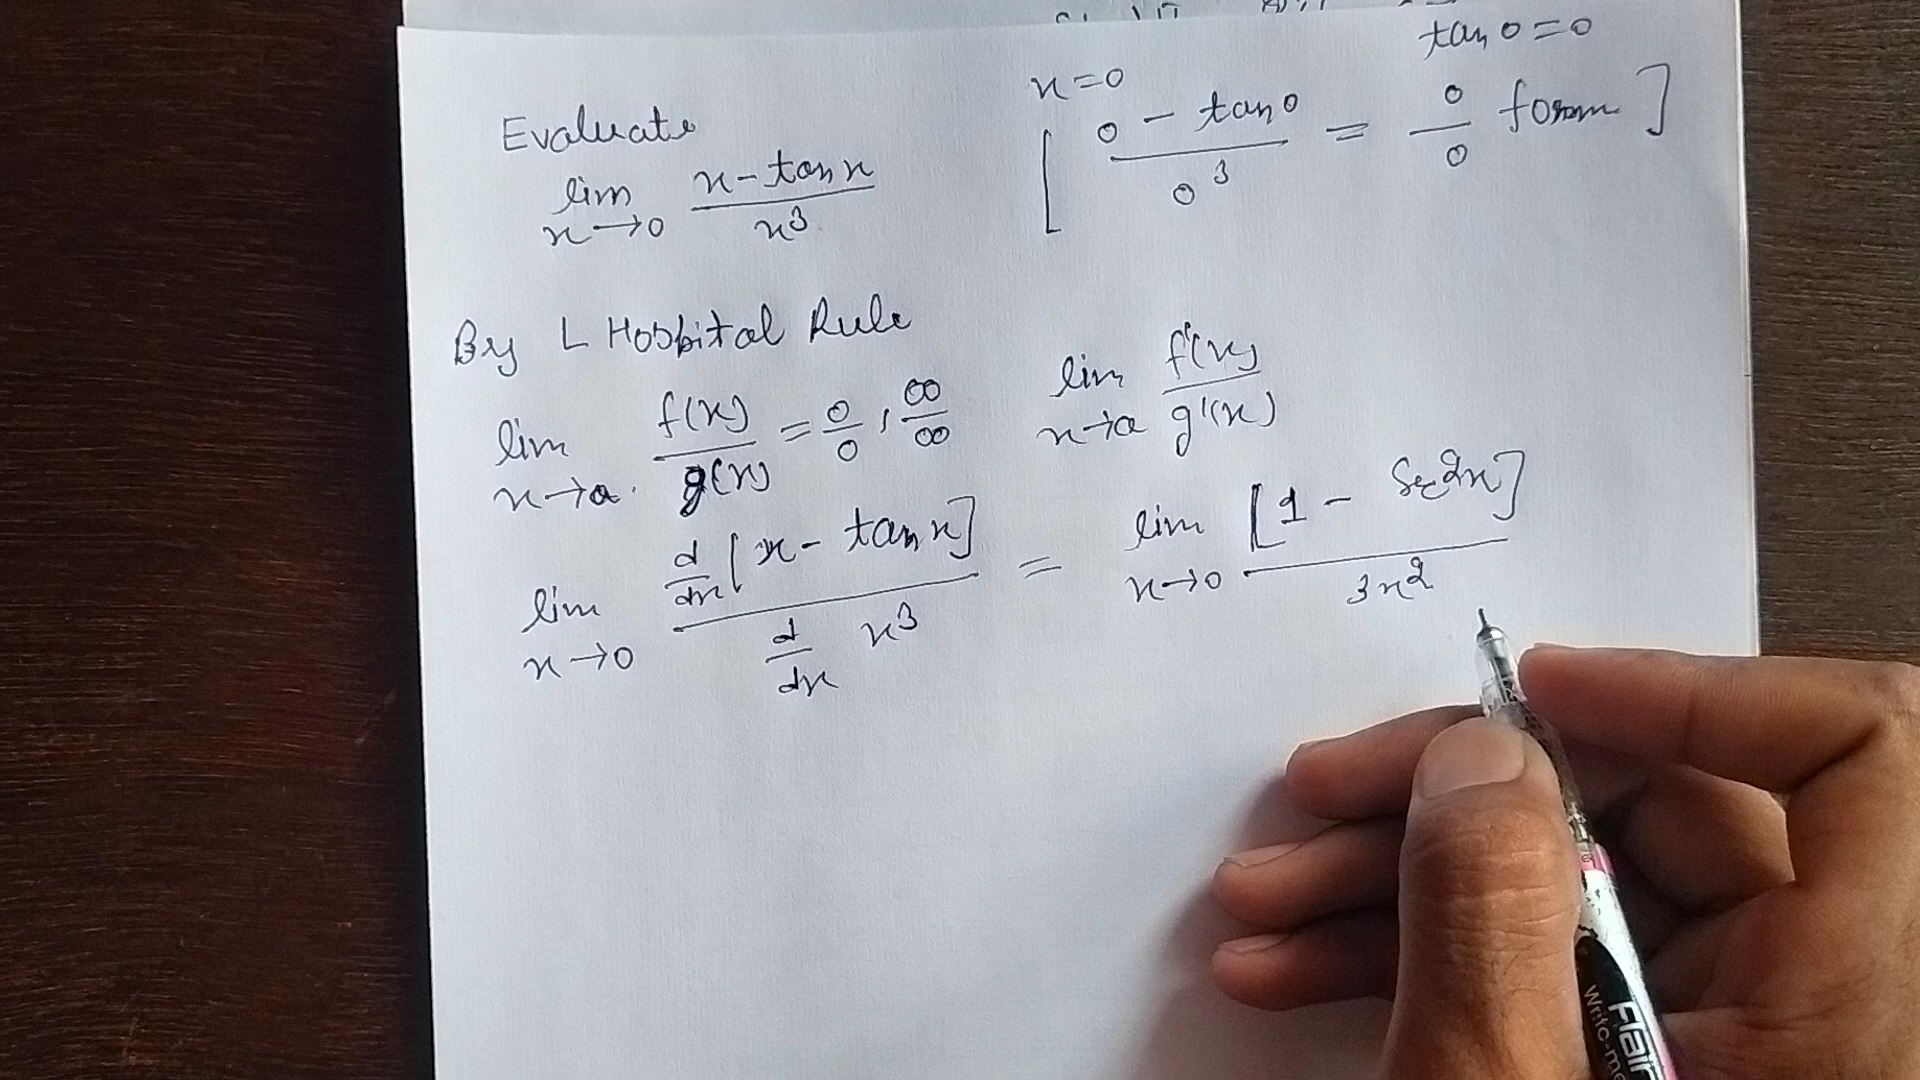 tan 0 = 0
x = 0
[ 0 - tan 0 / 0^3 = 0/0 form ]
Evaluate
lim x→0 x - tan x / x^3
By L Hospital Rule
lim x→a f(x)/g(x) = 0/0, ∞/∞ lim x→a f'(x)/g'(x)
lim x→0 d/dx [x - tan x] / d/dx x^3 = lim x→0 [1 - Sec^2x] / 3x^2
Flair
Write-me